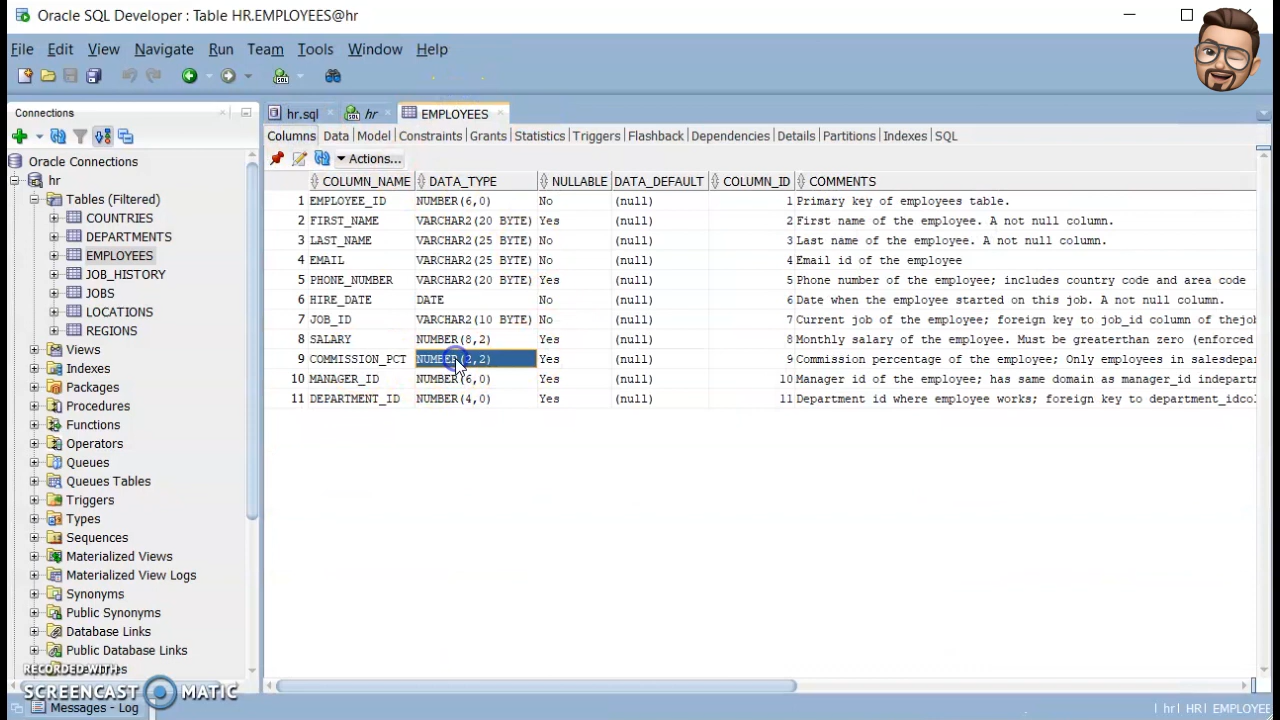 Oracle SQL Developer : Table HR.EMPLOYEES@hr
File Edit View Navigate Run Team Tools Window Help
Connections
hr.sql hr EMPLOYEES
Columns Data Model Constraints Grants Statistics Triggers Flashback Dependencies Details Partitions Indexes SQL
Actions...
Oracle Connections
hr
Tables (Filtered)
COUNTRIES
DEPARTMENTS
EMPLOYEES
JOB_HISTORY
JOBS
LOCATIONS
REGIONS
Views
Indexes
Packages
Procedures
Functions
Operators
Queues
Queues Tables
Triggers
Types
Sequences
Materialized Views
Materialized View Logs
Synonyms
Public Synonyms
Database Links
Public Database Links
COLUMN_NAME DATA_TYPE NULLABLE DATA_DEFAULT COLUMN_ID COMMENTS
1 EMPLOYEE_ID NUMBER(6,0) No (null) 1 Primary key of employees table.
2 FIRST_NAME VARCHAR2(20 BYTE) Yes (null) 2 First name of the employee. A not null column.
3 LAST_NAME VARCHAR2(25 BYTE) No (null) 3 Last name of the employee. A not null column.
4 EMAIL VARCHAR2(25 BYTE) No (null) 4 Email id of the employee
5 PHONE_NUMBER VARCHAR2(20 BYTE) Yes (null) 5 Phone number of the employee; includes country code and area code
6 HIRE_DATE DATE No (null) 6 Date when the employee started on this job. A not null column.
7 JOB_ID VARCHAR2(10 BYTE) No (null) 7 Current job of the employee; foreign key to job_id column of thejob
8 SALARY NUMBER(8,2) Yes (null) 8 Monthly salary of the employee. Must be greaterthan zero (enforced
9 COMMISSION_PCT NUMBER(2,2) Yes (null) 9 Commission percentage of the employee; Only employees in salesdepar
10 MANAGER_ID NUMBER(6,0) Yes (null) 10 Manager id of the employee; has same domain as manager_id indepartm
11 DEPARTMENT_ID NUMBER(4,0) Yes (null) 11 Department id where employee works; foreign key to department_idcol
RECORDED WITH
SCREENCAST MATIC
Messages - Log
hr HR EMPLOYEE